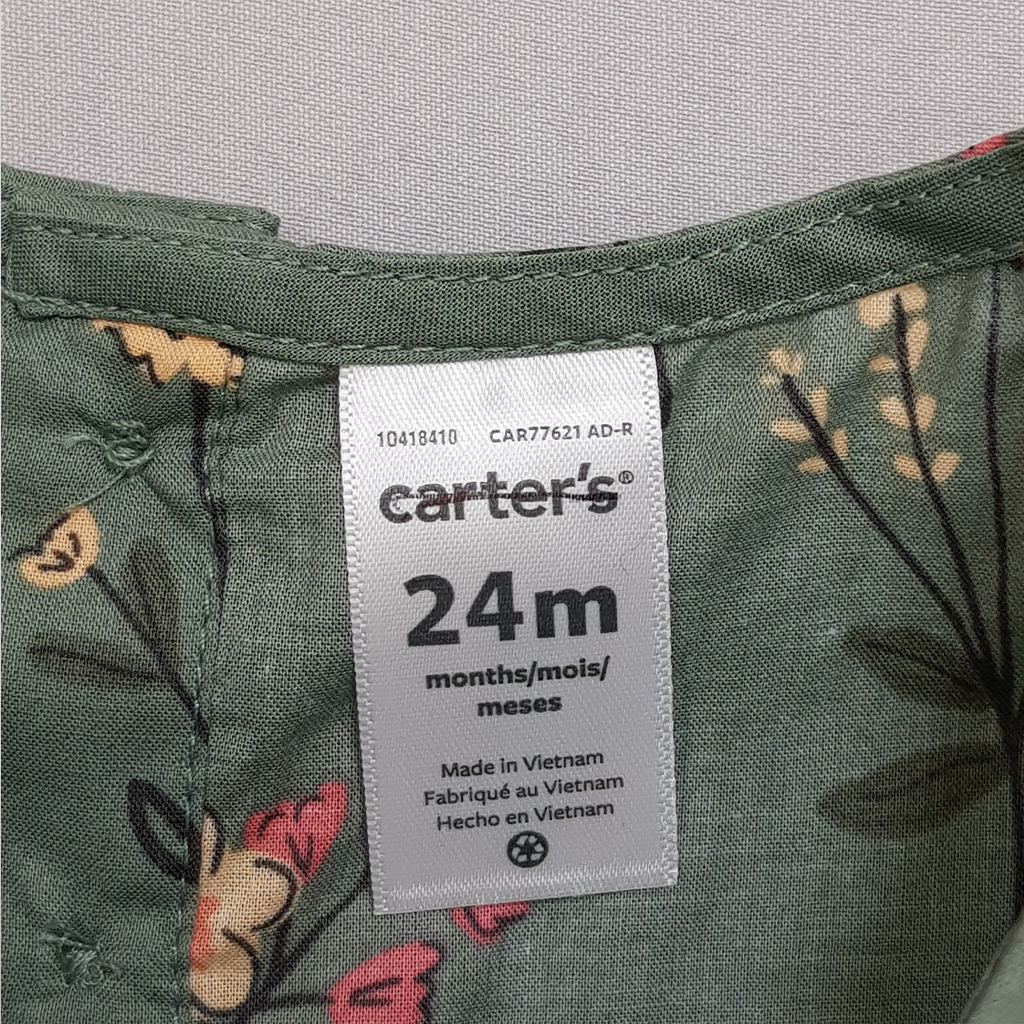 10418410 CAR77621 AD-R
carter's®
24m
months/mois/
meses
Made in Vietnam
Fabriqué au Vietnam
Hecho en Vietnam